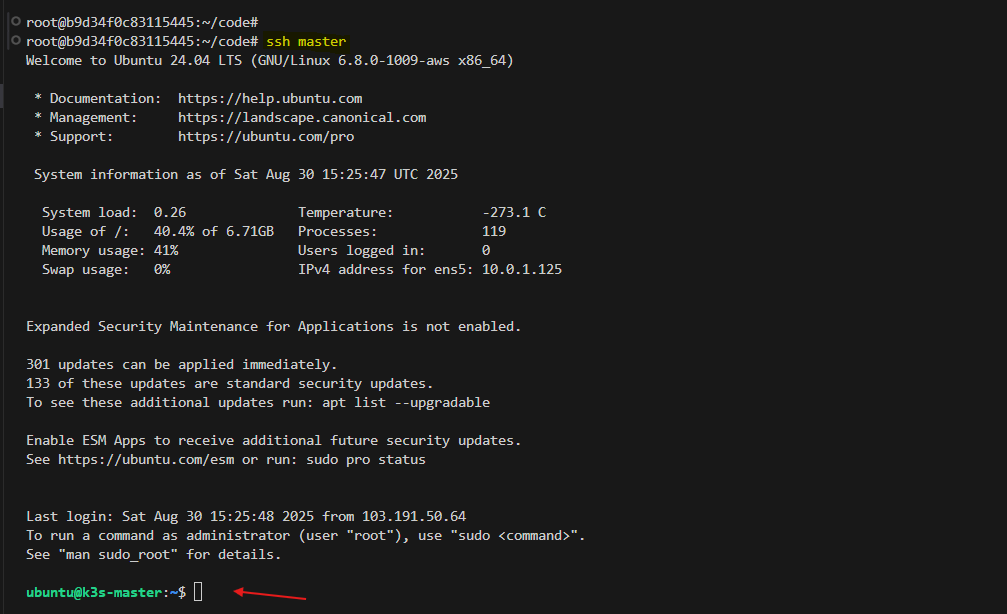 root@b9d34f0c83115445:~/code#
root@b9d34f0c83115445:~/code# ssh master
Welcome to Ubuntu 24.04 LTS (GNU/Linux 6.8.0-1009-aws x86_64)
* Documentation:  https://help.ubuntu.com
* Management:     https://landscape.canonical.com
* Support:        https://ubuntu.com/pro
System information as of Sat Aug 30 15:25:47 UTC 2025
System load:  0.26              Temperature:           -273.1 C
Usage of /:   40.4% of 6.71GB   Processes:             119
Memory usage: 41%               Users logged in:       0
Swap usage:   0%                IPv4 address for ens5: 10.0.1.125
Expanded Security Maintenance for Applications is not enabled.
301 updates can be applied immediately.
133 of these updates are standard security updates.
To see these additional updates run: apt list --upgradable
Enable ESM Apps to receive additional future security updates.
See https://ubuntu.com/esm or run: sudo pro status
Last login: Sat Aug 30 15:25:48 2025 from 103.191.50.64
To run a command as administrator (user "root"), use "sudo <command>".
See "man sudo_root" for details.
ubuntu@k3s-master:~$